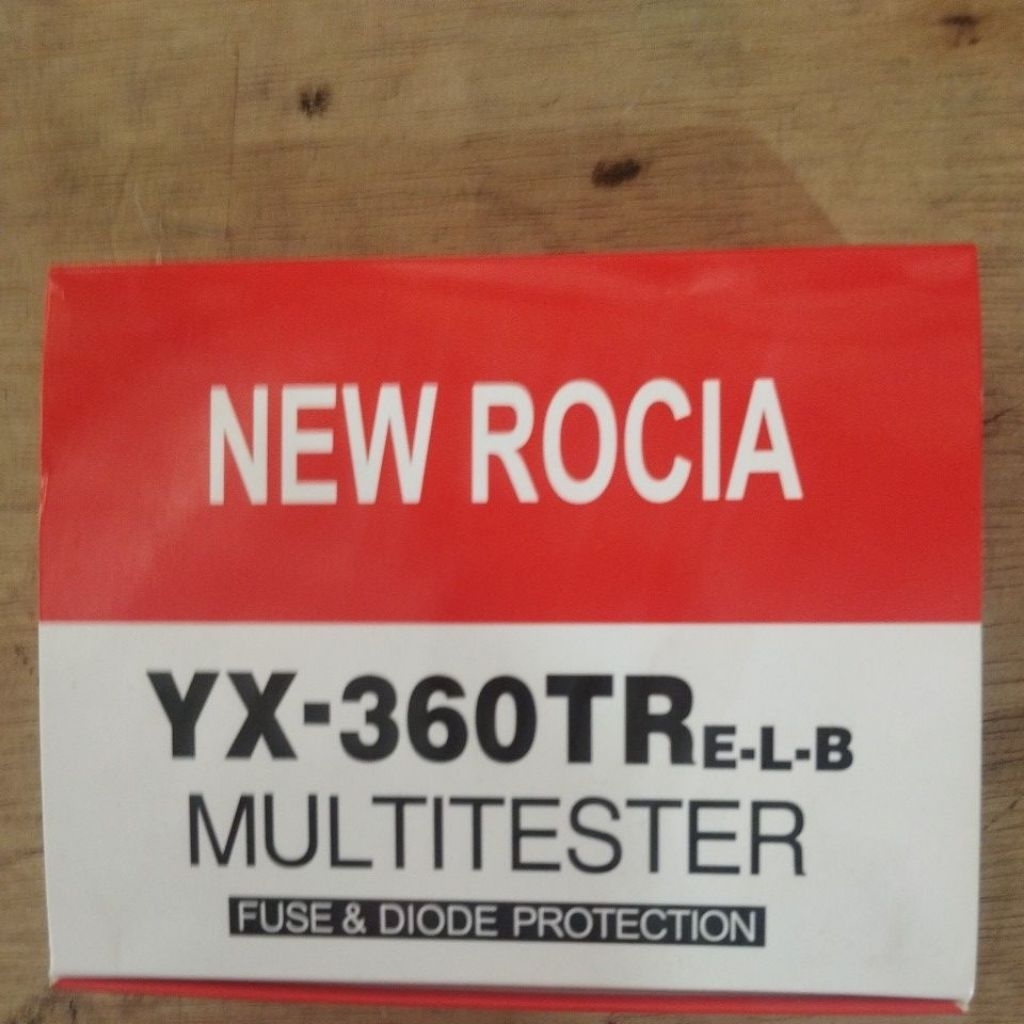 NEW ROCIA
YX-360TRE-L-B
MULTITESTER
FUSE & DIODE PROTECTION